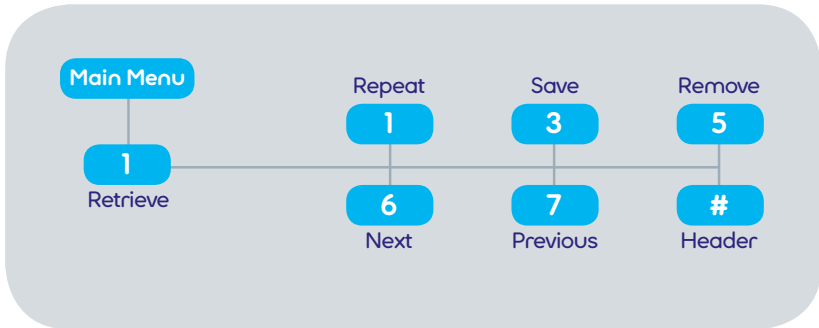 Main Menu
1
Retrieve
Repeat
1
6
Next
Save
3
7
Previous
Remove
5
#
Header